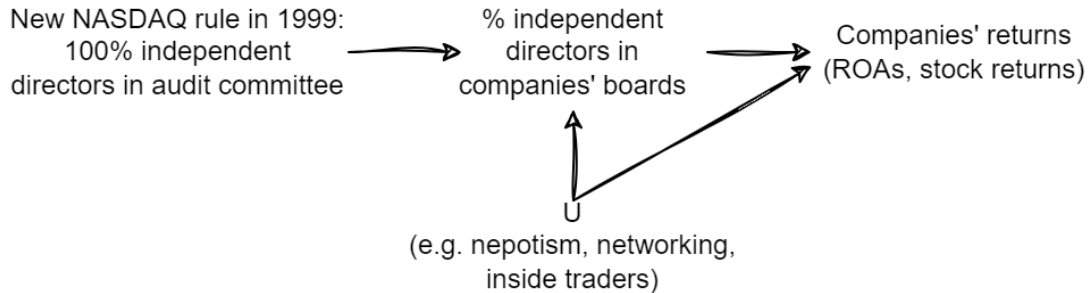 New NASDAQ rule in 1999:
100% independent
directors in audit committee
% independent
directors in
companies' boards
Companies' returns
(ROAs, stock returns)
U
(e.g. nepotism, networking,
inside traders)